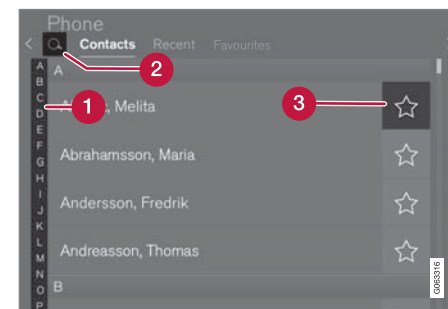 Phone
Contacts Recent Favourites
2
A
A
B
C
D
E
F
G
H
I
J
K
L
M
N
O
P
1
, Melita
3
Abrahamsson, Maria
Andersson, Fredrik
Andreasson, Thomas
B
G063316